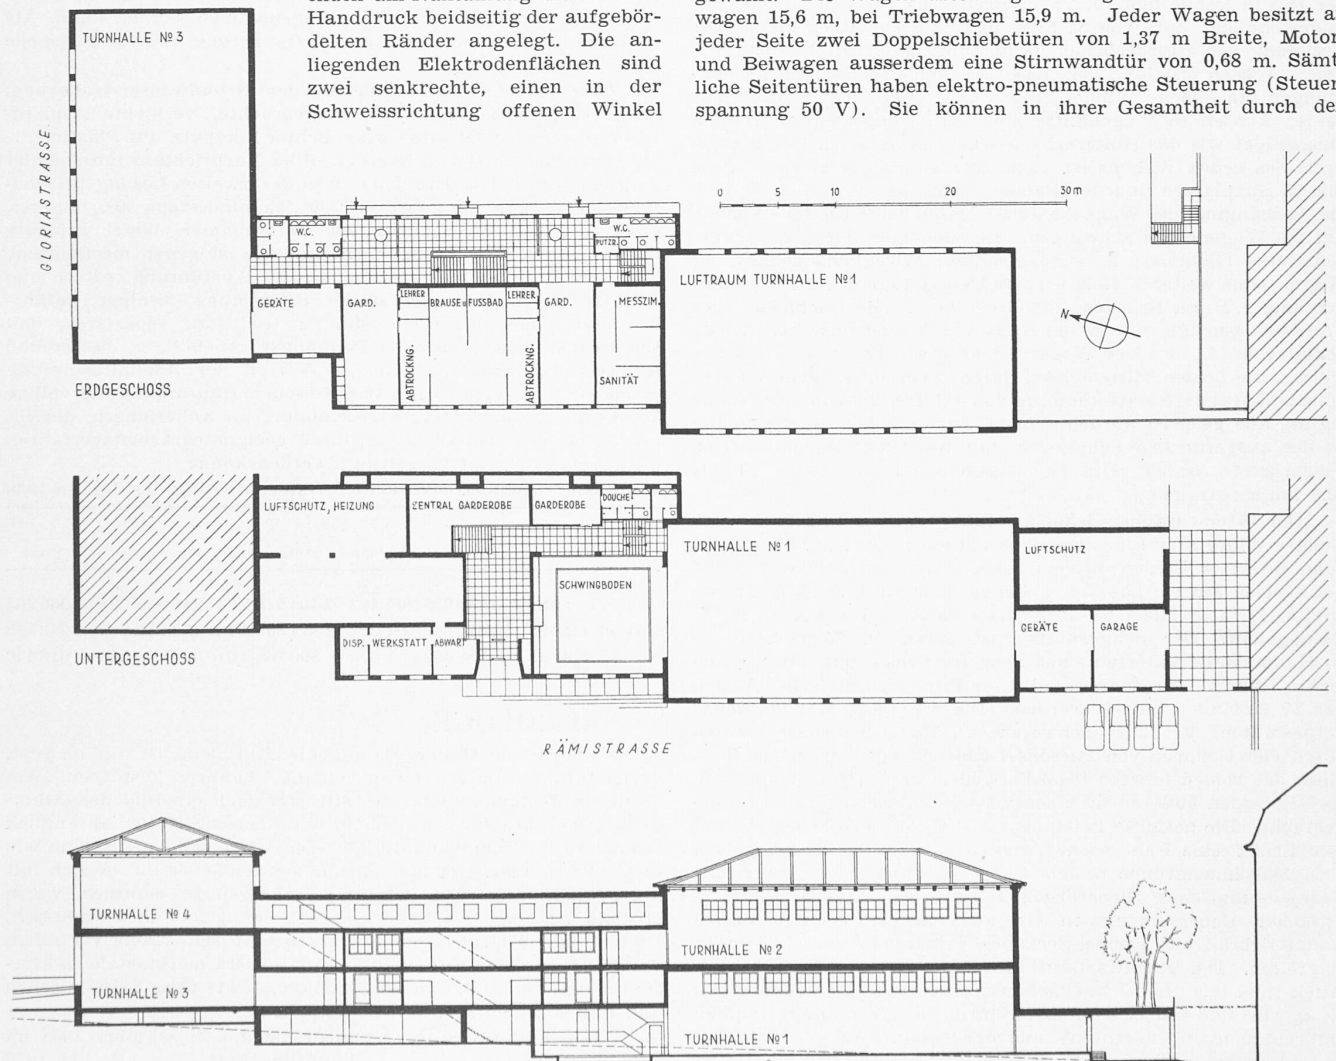 Handdruck beidseitig der aufgebör-
delten Ränder angelegt. Die an-
liegenden Elektrodenflächen sind
zwei senkrechte, einen in der
Schweissrichtung offenen Winkel
wagen 15,6 m, bei Triebwagen 15,9 m. Jeder Wagen besitzt a
jeder Seite zwei Doppelschiebetüren von 1,37 m Breite, Motor
und Beiwagen ausserdem eine Stirnwandtür von 0,68 m. Sämt
liche Seitentüren haben elektro-pneumatische Steuerung (Steuer
spannung 50 V). Sie können in ihrer Gesamtheit durch de
TURNHALLE No 3
GLORIASTRASSE
0 5 10 20 30 m
W.C.
W.C.
PUTZR.
GERÄTE
GARD.
LEHRER
BRAUSE u
FUSSBAD
LEHRER
GARD.
MESSZIM.
ABTROCKNG.
ABTROCKNG.
SANITÄT
LUFTRAUM TURNHALLE No 1
N
ERDGESCHOSS
LUFTSCHUTZ, HEIZUNG
ZENTRAL GARDEROBE
GARDEROBE
DOUCHE
TURNHALLE No 1
LUFTSCHUTZ
SCHWINGBODEN
GERÄTE
GARAGE
DISP.
WERKSTATT
ABWART
UNTERGESCHOSS
RÄMISTRASSE
TURNHALLE No 4
TURNHALLE No 2
TURNHALLE No 3
TURNHALLE No 1